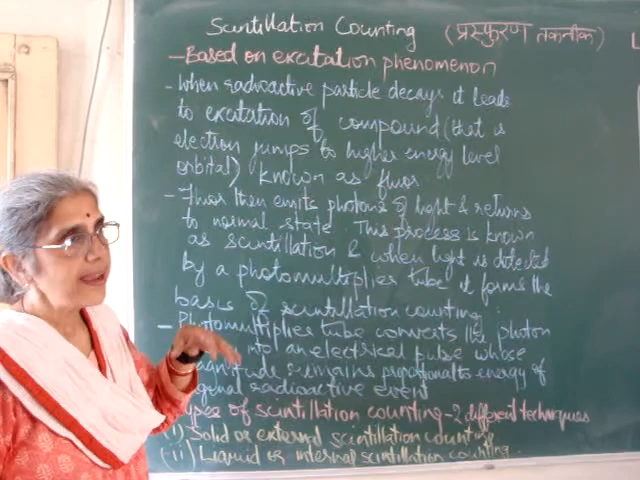 Scintillation Counting (प्रस्फुरण तकनीक)
L
- Based on excitation phenomenon
- When radioactive particle decays it leads
to excitation of compound (that is
electron jumps to higher energy level
orbital) known as fluor
- Fluor then emits photons of light & returns
to normal state. This process is known
as scintillation & when light is detected
by a photomultiplier tube it forms the
basis of scintillation counting.
- Photomultiplier tube converts the photon
into an electrical pulse whose
agnitude remains proportional to energy of
ginal radioactive event
ypes of scintillation counting - 2 different techniques
(i) Solid or external scintillation counting
(ii) Liquid or internal scintillation counting.